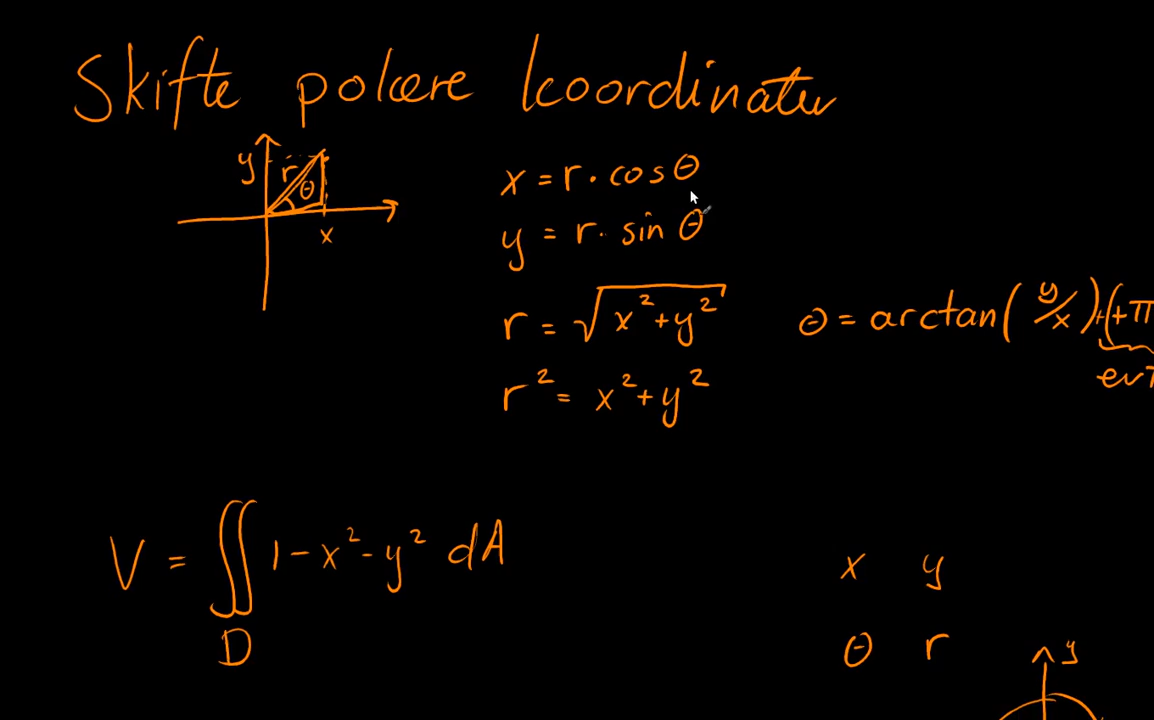 Skifte polære koordinater
y r θ
x
x = r · cos θ
y = r · sin θ
r = √(x²+y²)
θ = arctan(y/x)(+π
r² = x²+y²
V = ∬ 1-x²-y² dA
D
x y
θ r
y